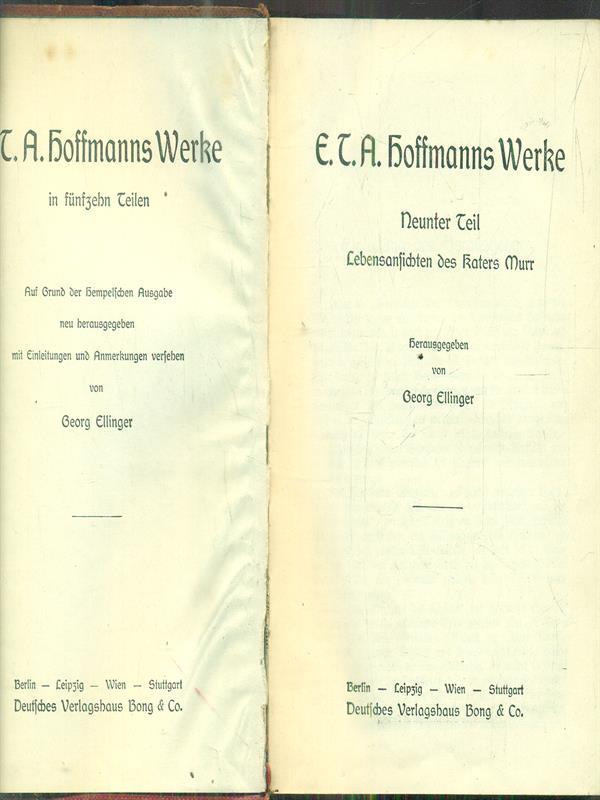 T. A. Hoffmanns Werke
in fünfzehn Teilen
Auf Grund der Hempelschen Ausgabe
neu herausgegeben
mit Einleitungen und Anmerkungen versehen
von
Georg Ellinger
Berlin — Leipzig — Wien — Stuttgart
Deutsches Verlagshaus Bong & Co.
E. T. A. Hoffmanns Werke
Neunter Teil
Lebensansichten des Katers Murr
Herausgegeben
von
Georg Ellinger
Berlin — Leipzig — Wien — Stuttgart
Deutsches Verlagshaus Bong & Co.